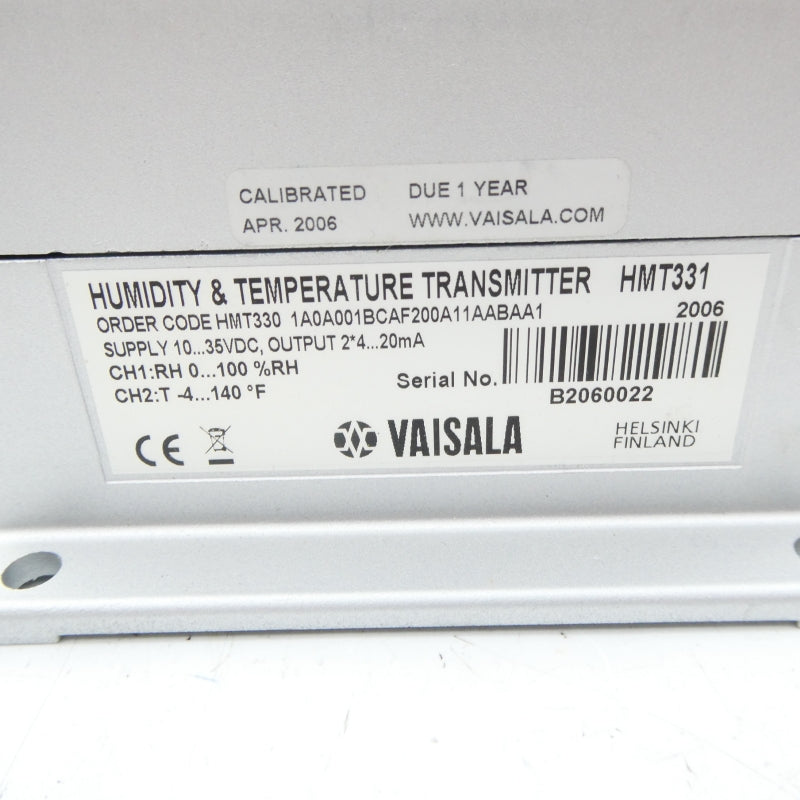 CALIBRATED DUE 1 YEAR
APR. 2006 WWW.VAISALA.COM
HUMIDITY & TEMPERATURE TRANSMITTER HMT331
ORDER CODE HMT330 1A0A001BCAF200A11AABAA1 2006
SUPPLY 10...35VDC, OUTPUT 2*4...20mA
CH1:RH 0...100 %RH
CH2:T -4...140 °F
Serial No.
B2060022
CE VAISALA HELSINKI
FINLAND